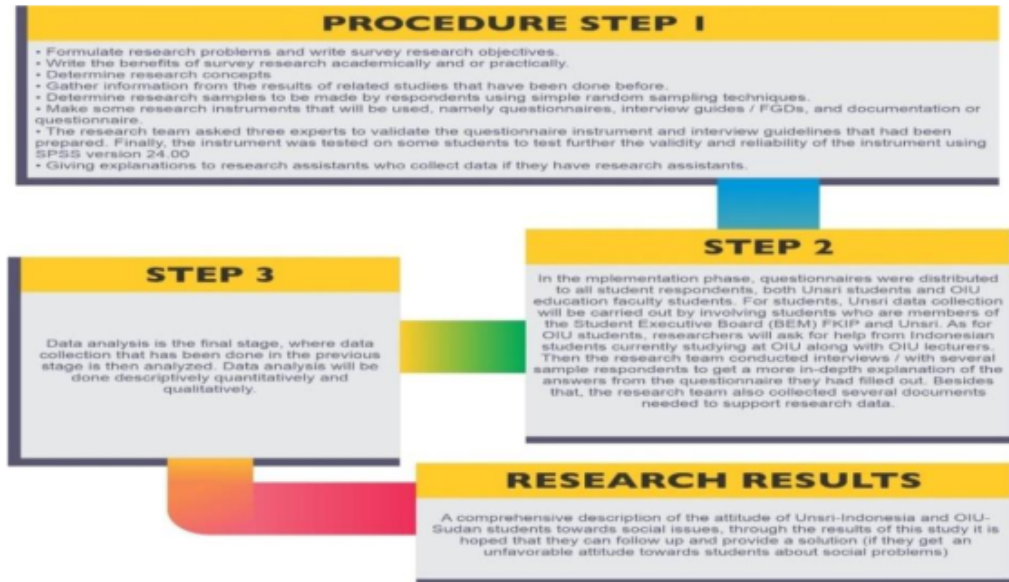 PROCEDURE STEP 1
• Formulate research problems and write survey research objectives.
• Write the benefits of survey research academically and or practically.
• Determine research concepts
• Gather information from the results of related studies that have been done before.
• Determine research samples to be made by respondents using simple random sampling techniques.
• Make some research instruments that will be used, namely questionnaires, interview guides / FGDs, and documentation or
questionnaire.
• The research team asked three experts to validate the questionnaire instrument and interview guidelines that had been
prepared. Finally, the instrument was tested on some students to test further the validity and reliability of the instrument using
SPSS version 24.00
• Giving explanations to research assistants who collect data if they have research assistants.
STEP 2
In the mplementation phase, questionnaires were distributed
to all student respondents, both Unsri students and OIU
education faculty students. For students, Unsri data collection
will be carried out by involving students who are members of
the Student Executive Board (BEM) FKIP and Unsri. As for
OIU students, researchers will ask for help from Indonesian
students currently studying at OIU along with OIU lecturers.
Then the research team conducted interviews / with several
sample respondents to get a more in-depth explanation of the
answers from the questionnaire they had filled out. Besides
that, the research team also collected several documents
needed to support research data.
STEP 3
Data analysis is the final stage, where data
collection that has been done in the previous
stage is then analyzed. Data analysis will be
done descriptively quantitatively and
qualitatively.
RESEARCH RESULTS
A comprehensive description of the attitude of Unsri-Indonesia and OIU-
Sudan students towards social issues, through the results of this study it is
hoped that they can follow up and provide a solution (if they get an
unfavorable attitude towards students about social problems)